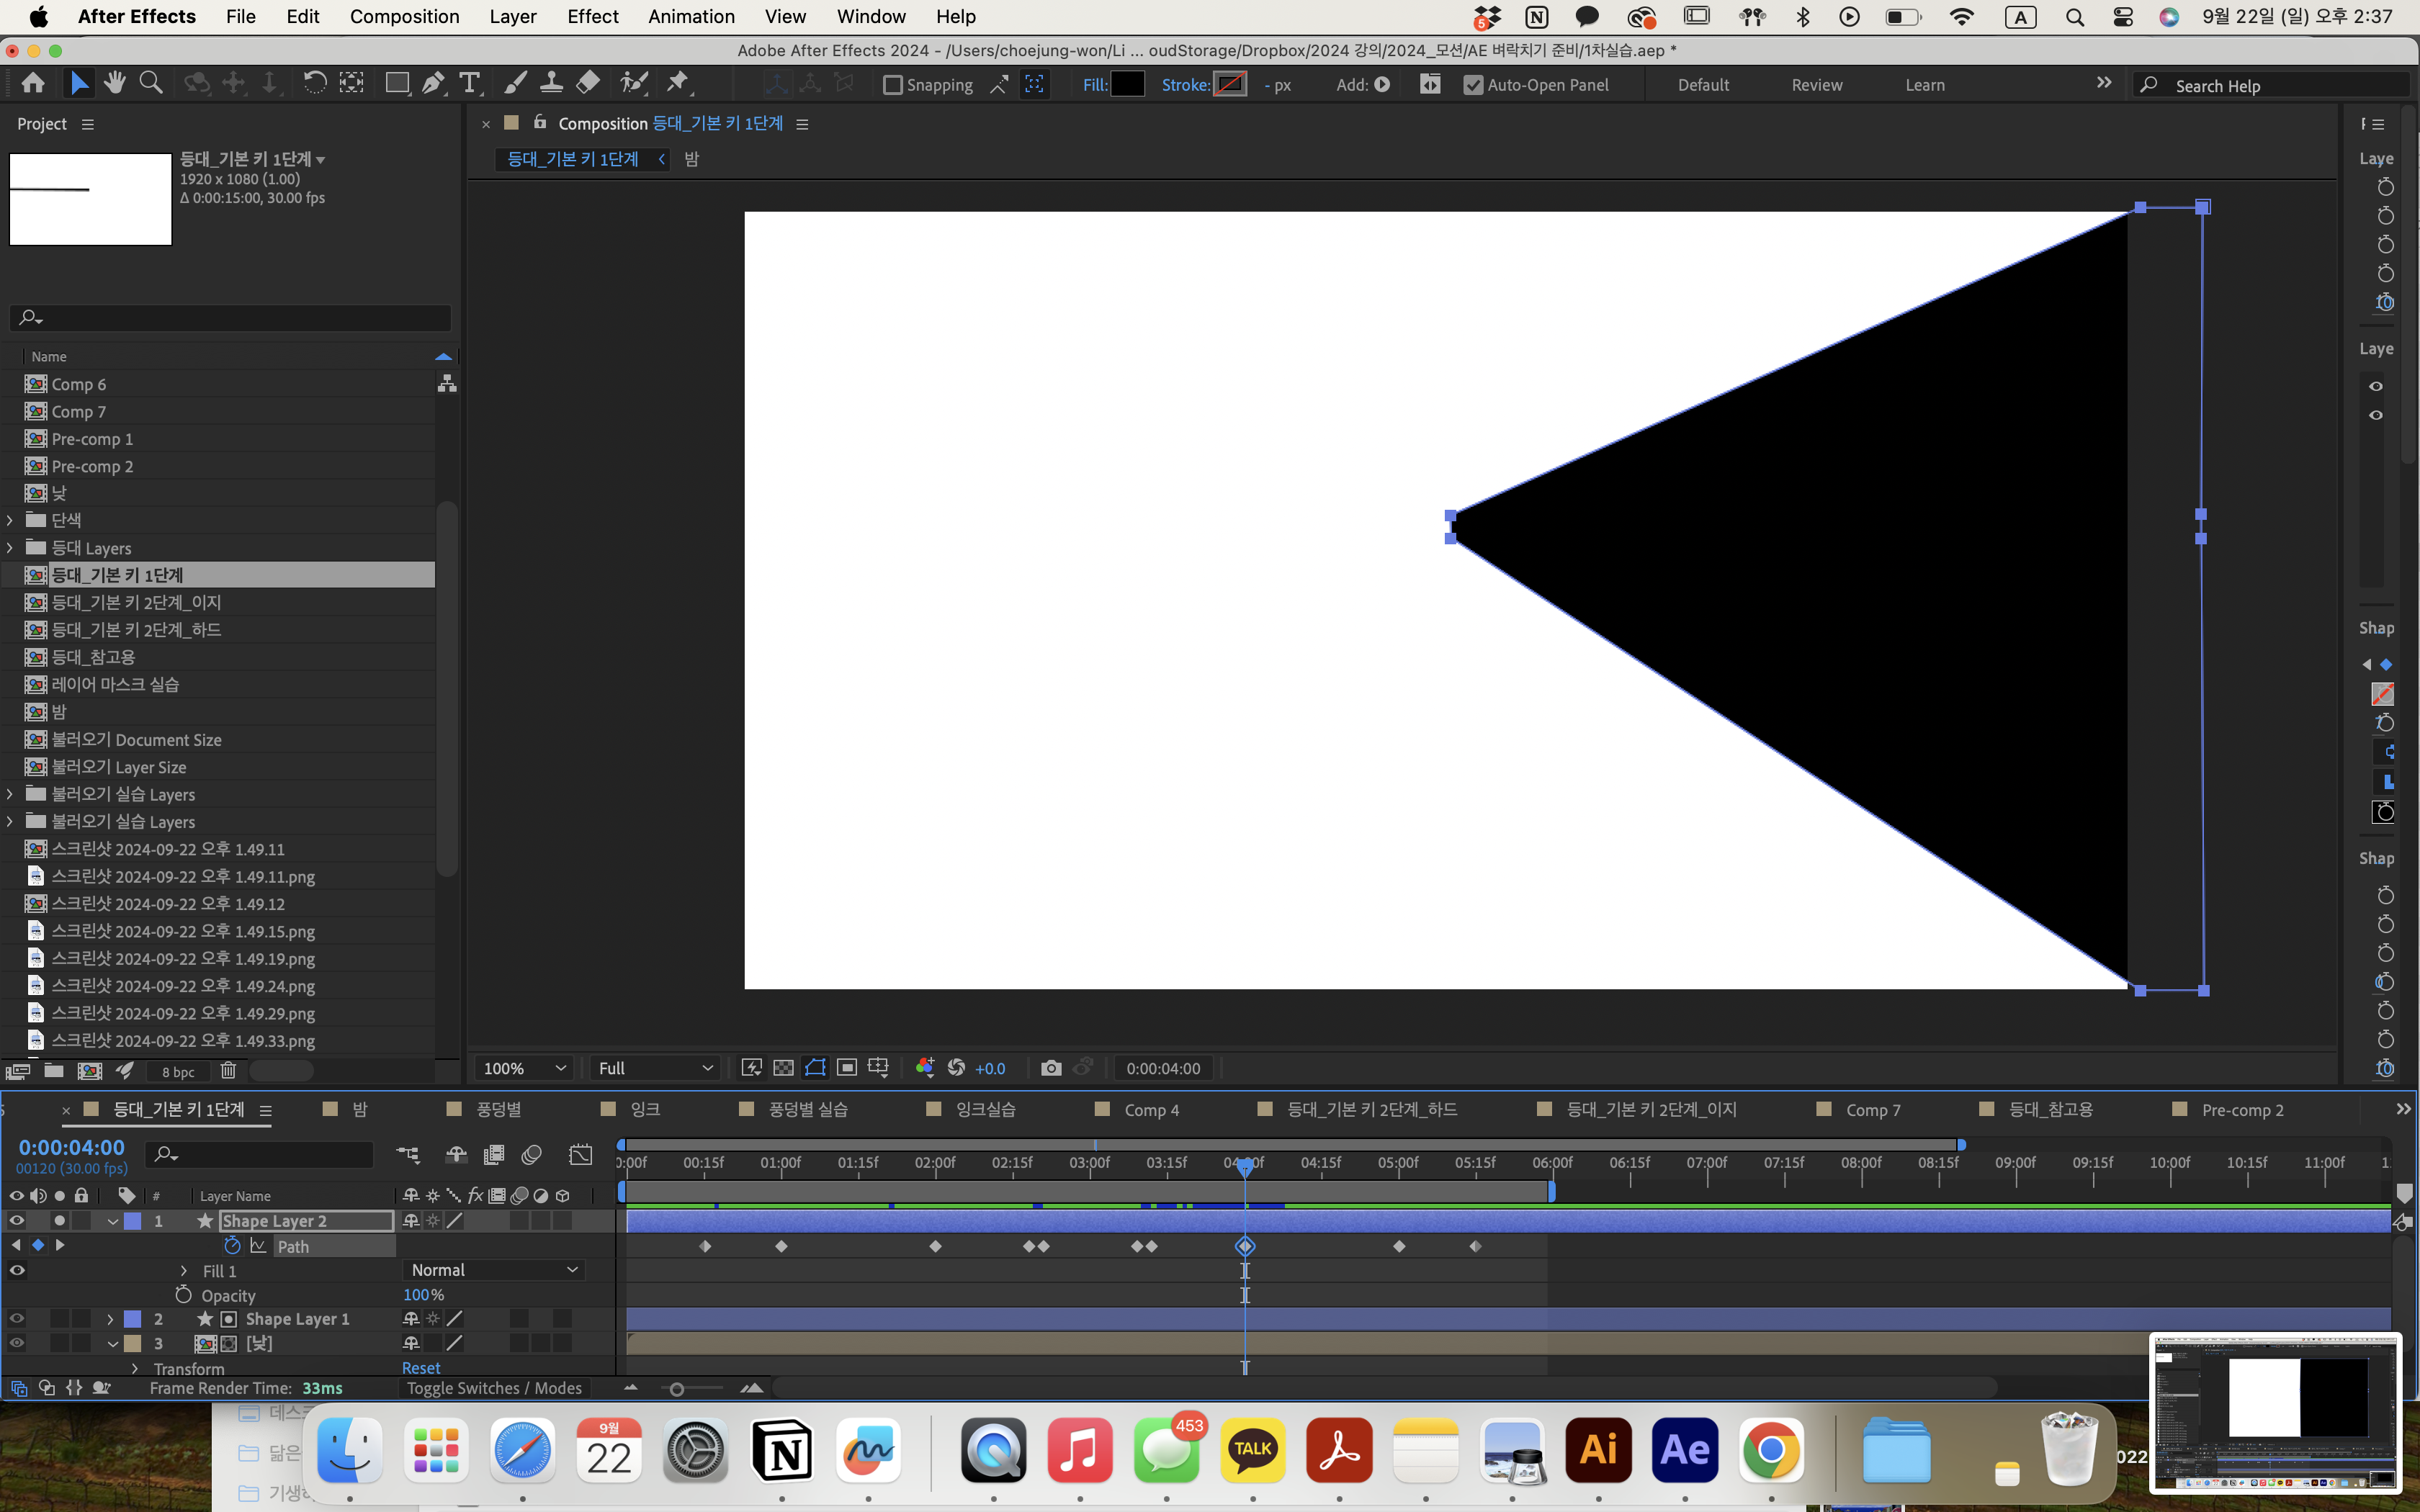 After Effects File Edit Composition Layer Effect Animation View Window Help
5
A
9월 22일 (일) 오후 2:37
Adobe After Effects 2024 - /Users/choejung-won/Li ... oudStorage/Dropbox/2024 강의/2024_모션/AE 벼락치기 준비/1차실습.aep *
Snapping Fill: Stroke: - px Add: Auto-Open Panel Default Review Learn Search Help
Project
등대_기본 키 1단계
1920 x 1080 (1.00)
Δ 0:00:15:00, 30.00 fps
Name
Comp 6
Comp 7
Pre-comp 1
Pre-comp 2
낮
단색
등대 Layers
등대_기본 키 1단계
등대_기본 키 2단계_이지
등대_기본 키 2단계_하드
등대_참고용
레이어 마스크 실습
밤
불러오기 Document Size
불러오기 Layer Size
불러오기 실습 Layers
불러오기 실습 Layers
스크린샷 2024-09-22 오후 1.49.11
스크린샷 2024-09-22 오후 1.49.11.png
스크린샷 2024-09-22 오후 1.49.12
스크린샷 2024-09-22 오후 1.49.15.png
스크린샷 2024-09-22 오후 1.49.19.png
스크린샷 2024-09-22 오후 1.49.24.png
스크린샷 2024-09-22 오후 1.49.29.png
스크린샷 2024-09-22 오후 1.49.33.png
8 bpc
Composition 등대_기본 키 1단계
등대_기본 키 1단계 밤
100% Full +0.0 0:00:04:00
Laye
Laye
Shap
Shap
등대_기본 키 1단계 밤 풍덩별 잉크 풍덩별 실습 잉크실습 Comp 4 등대_기본 키 2단계_하드 등대_기본 키 2단계_이지 Comp 7 등대_참고용 Pre-comp 2
0:00:04:00
00120 (30.00 fps)
0:00f 00:15f 01:00f 01:15f 02:00f 02:15f 03:00f 03:15f 04:00f 04:15f 05:00f 05:15f 06:00f 06:15f 07:00f 07:15f 08:00f 08:15f 09:00f 09:15f 10:00f 10:15f 11:00f
# Layer Name fx
1 Shape Layer 2
Path
Fill 1 Normal
Opacity 100%
2 Shape Layer 1
3 [낮]
Transform Reset
Frame Render Time: 33ms Toggle Switches / Modes
데스크
닮은
기생
9월
22
453
TALK
Ai
Ae